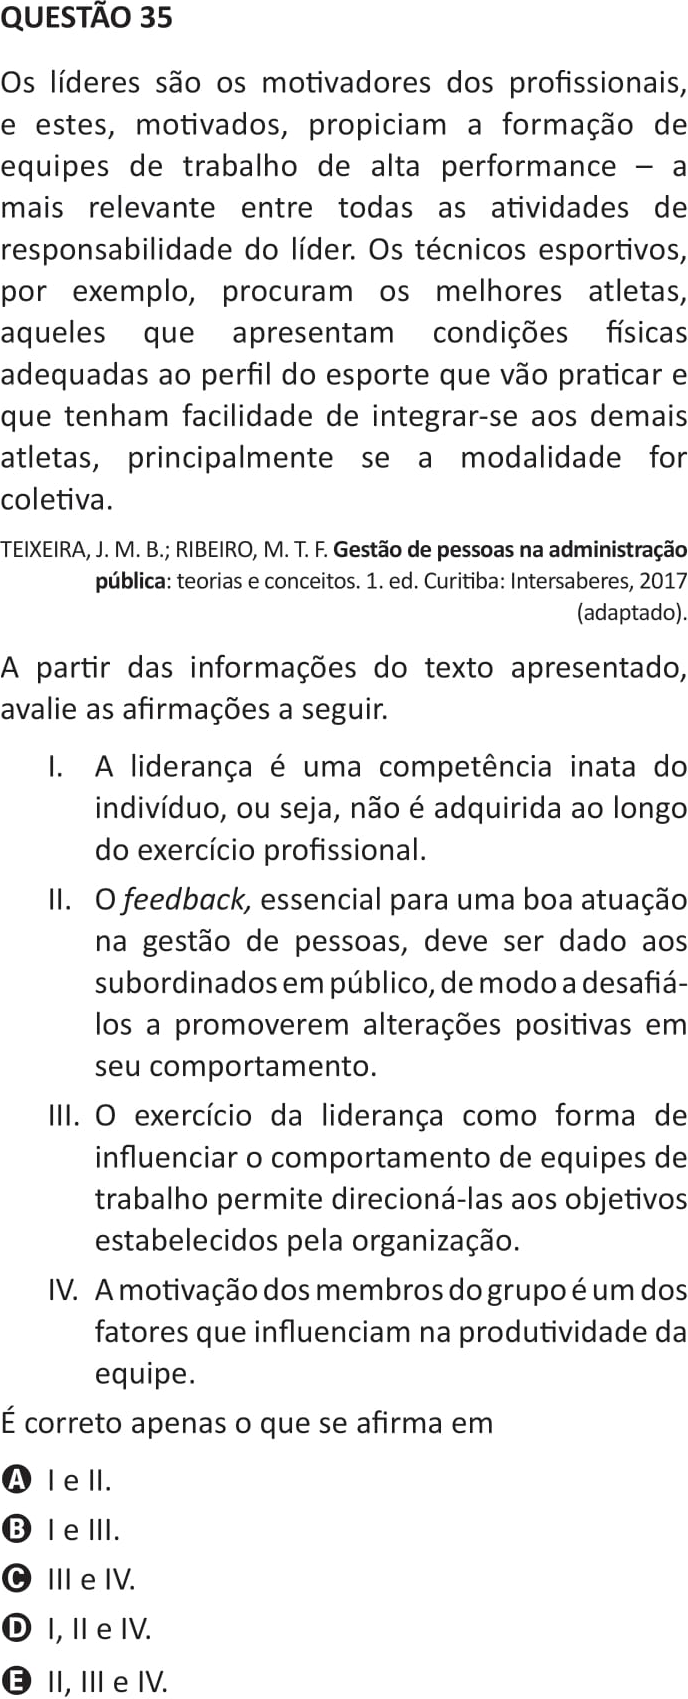 QUESTÃO 35
Os líderes são os motivadores dos profissionais,
e estes, motivados, propiciam a formação de
equipes de trabalho de alta performance – a
mais relevante entre todas as atividades de
responsabilidade do líder. Os técnicos esportivos,
por exemplo, procuram os melhores atletas,
aqueles que apresentam condições físicas
adequadas ao perfil do esporte que vão praticar e
que tenham facilidade de integrar-se aos demais
atletas, principalmente se a modalidade for
coletiva.
TEIXEIRA, J. M. B.; RIBEIRO, M. T. F. Gestão de pessoas na administração
pública: teorias e conceitos. 1. ed. Curitiba: Intersaberes, 2017
(adaptado).
A partir das informações do texto apresentado,
avalie as afirmações a seguir.
I. A liderança é uma competência inata do
indivíduo, ou seja, não é adquirida ao longo
do exercício profissional.
II. O feedback, essencial para uma boa atuação
na gestão de pessoas, deve ser dado aos
subordinados em público, de modo a desafiá-
los a promoverem alterações positivas em
seu comportamento.
III. O exercício da liderança como forma de
influenciar o comportamento de equipes de
trabalho permite direcioná-las aos objetivos
estabelecidos pela organização.
IV. A motivação dos membros do grupo é um dos
fatores que influenciam na produtividade da
equipe.
É correto apenas o que se afirma em
A I e II.
B I e III.
C III e IV.
D I, II e IV.
E II, III e IV.